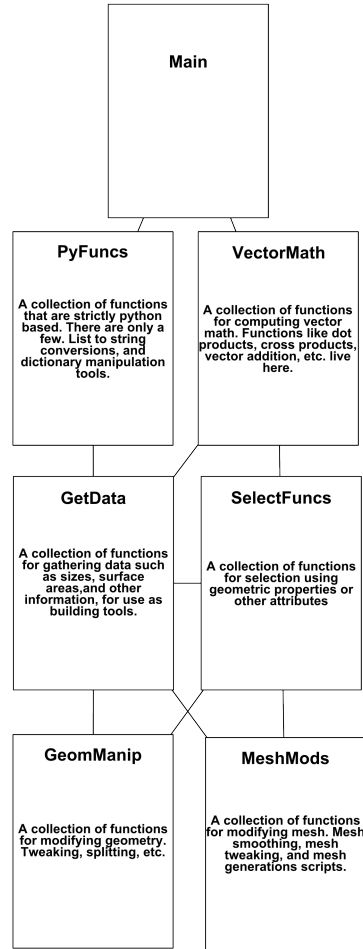 Main
PyFuncs
A collection of functions
that are strictly python
based. There are only a
few. List to string
conversions, and
dictionary manipulation
tools.
VectorMath
A collection of functions
for computing vector
math. Functions like dot
products, cross products,
vector addition, etc. live
here.
GetData
A collection of functions
for gathering data such
as sizes, surface
areas,and other
information, for use as
building tools.
SelectFuncs
A collection of functions
for selection using
geometric properties or
other attributes
GeomManip
A collection of functions
for modifying geometry.
Tweaking, splitting, etc.
MeshMods
A collection of functions
for modifying mesh. Mesh
smoothing, mesh
tweaking, and mesh
generations scripts.